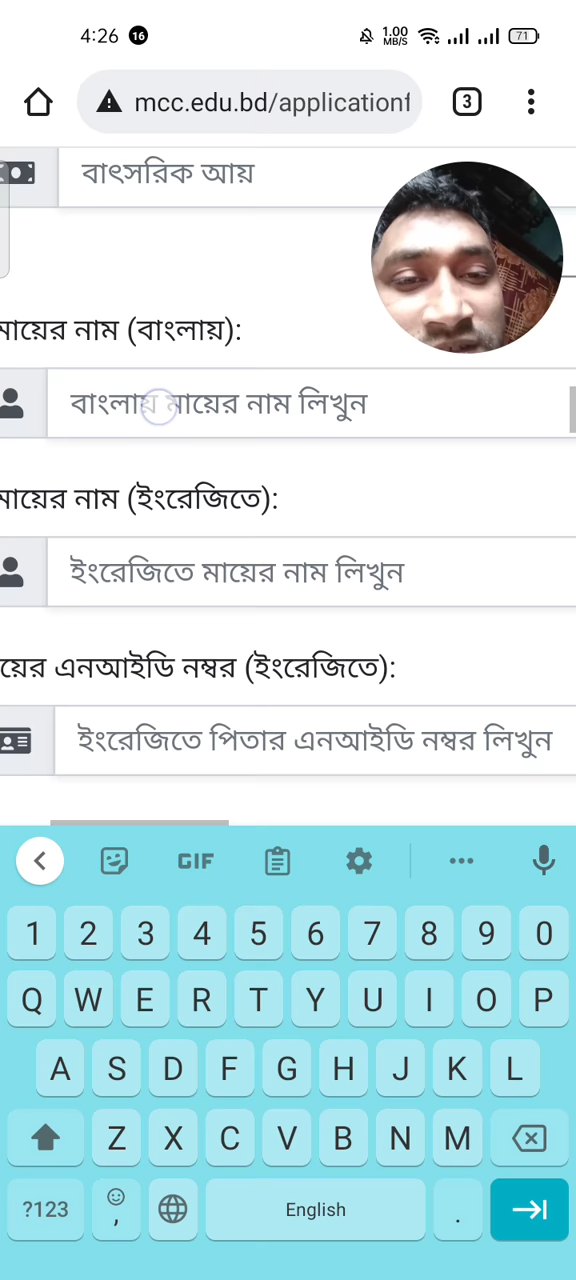 4:26 16 1.00 MB/S 71
mcc.edu.bd/application 3
বাৎসরিক আয়
মায়ের নাম (বাংলায়):
বাংলায় মায়ের নাম লিখুন
মায়ের নাম (ইংরেজিতে):
ইংরেজিতে মায়ের নাম লিখুন
য়ের এনআইডি নম্বর (ইংরেজিতে):
ইংরেজিতে পিতার এনআইডি নম্বর লিখুন
GIF
1 2 3 4 5 6 7 8 9 0
Q W E R T Y U I O P
A S D F G H J K L
Z X C V B N M
?123 , English .